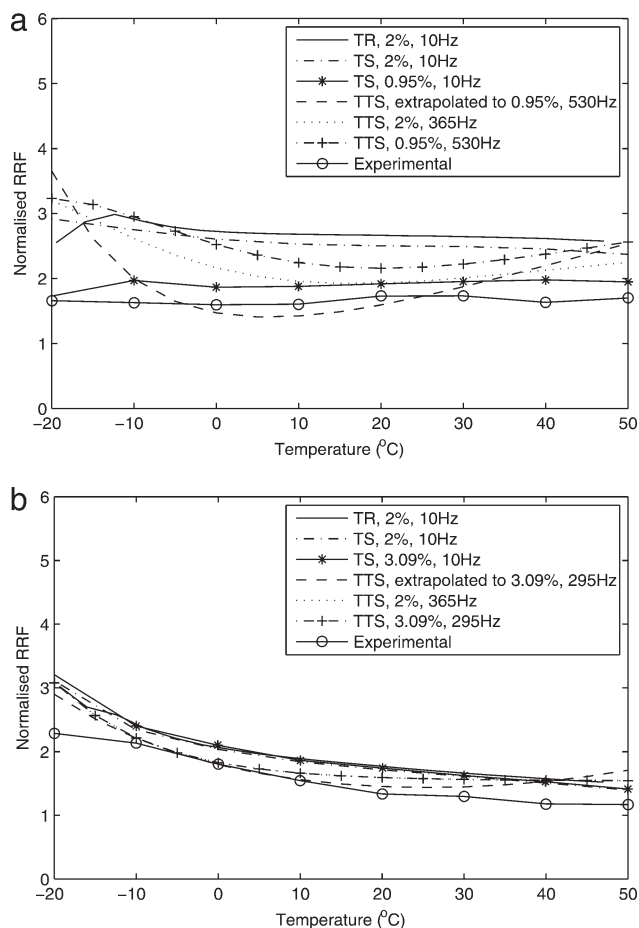 a
6
5
4
3
2
1
0
Normalised RRF
TR, 2%, 10Hz
TS, 2%, 10Hz
TS, 0.95%, 10Hz
TTS, extrapolated to 0.95%, 530Hz
TTS, 2%, 365Hz
TTS, 0.95%, 530Hz
Experimental
−20 −10 0 10 20 30 40 50
Temperature (°C)
b
6
5
4
3
2
1
0
Normalised RRF
TR, 2%, 10Hz
TS, 2%, 10Hz
TS, 3.09%, 10Hz
TTS, extrapolated to 3.09%, 295Hz
TTS, 2%, 365Hz
TTS, 3.09%, 295Hz
Experimental
−20 −10 0 10 20 30 40 50
Temperature (°C)